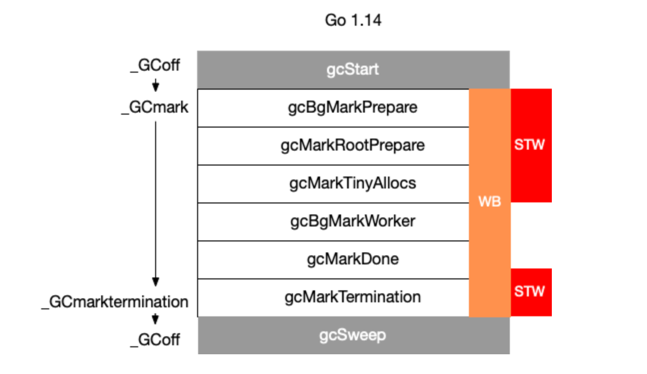 Go 1.14
_GCoff
gcStart
_GCmark
gcBgMarkPrepare
gcMarkRootPrepare
STW
gcMarkTinyAllocs
WB
gcBgMarkWorker
gcMarkDone
_GCmarktermination
gcMarkTermination
STW
_GCoff
gcSweep